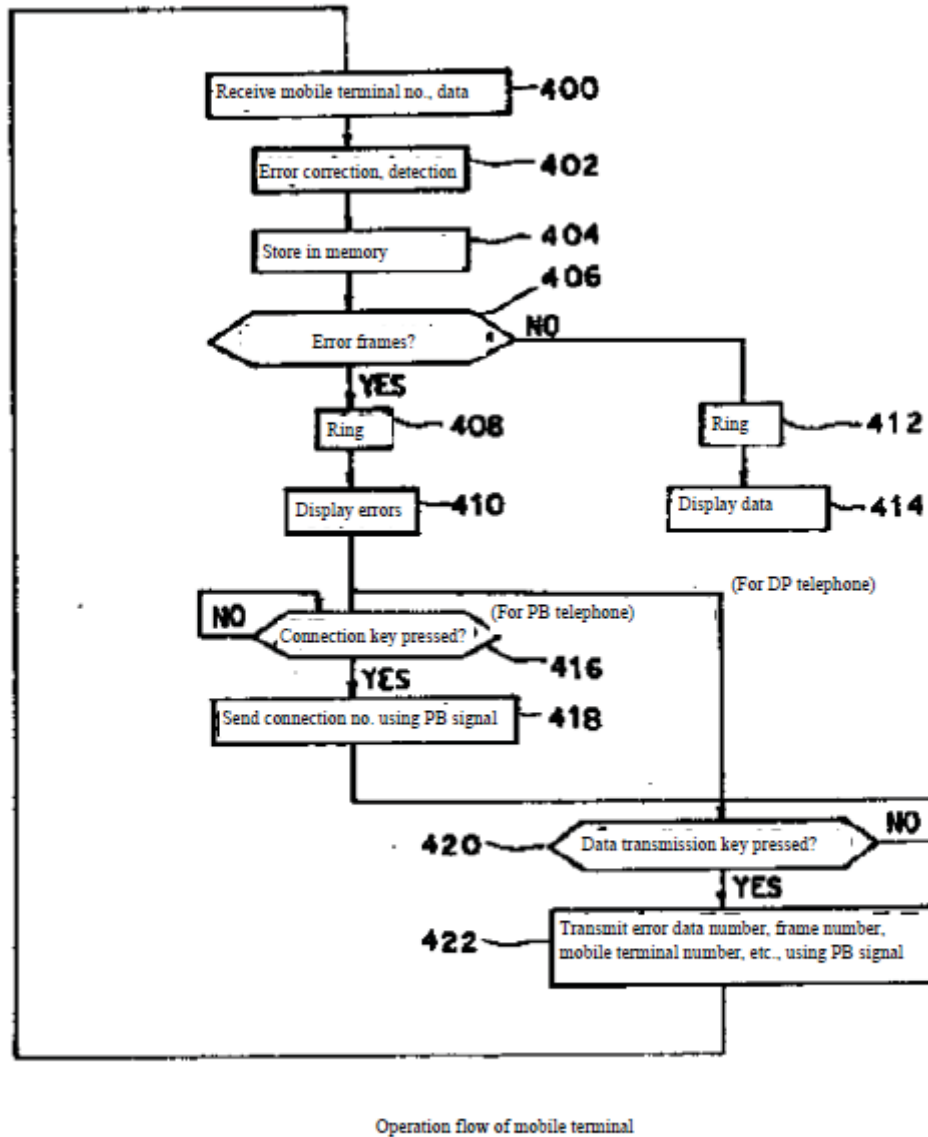 Receive mobile terminal no., data
400
Error correction, detection
402
Store in memory
404
406
Error frames?
NO
YES
Ring
408
Ring
412
Display errors
410
Display data
414
(For DP telephone)
(For PB telephone)
NO
Connection key pressed?
416
YES
Send connection no. using PB signal
418
420
Data transmission key pressed?
NO
YES
422
Transmit error data number, frame number,
mobile terminal number, etc., using PB signal
Operation flow of mobile terminal